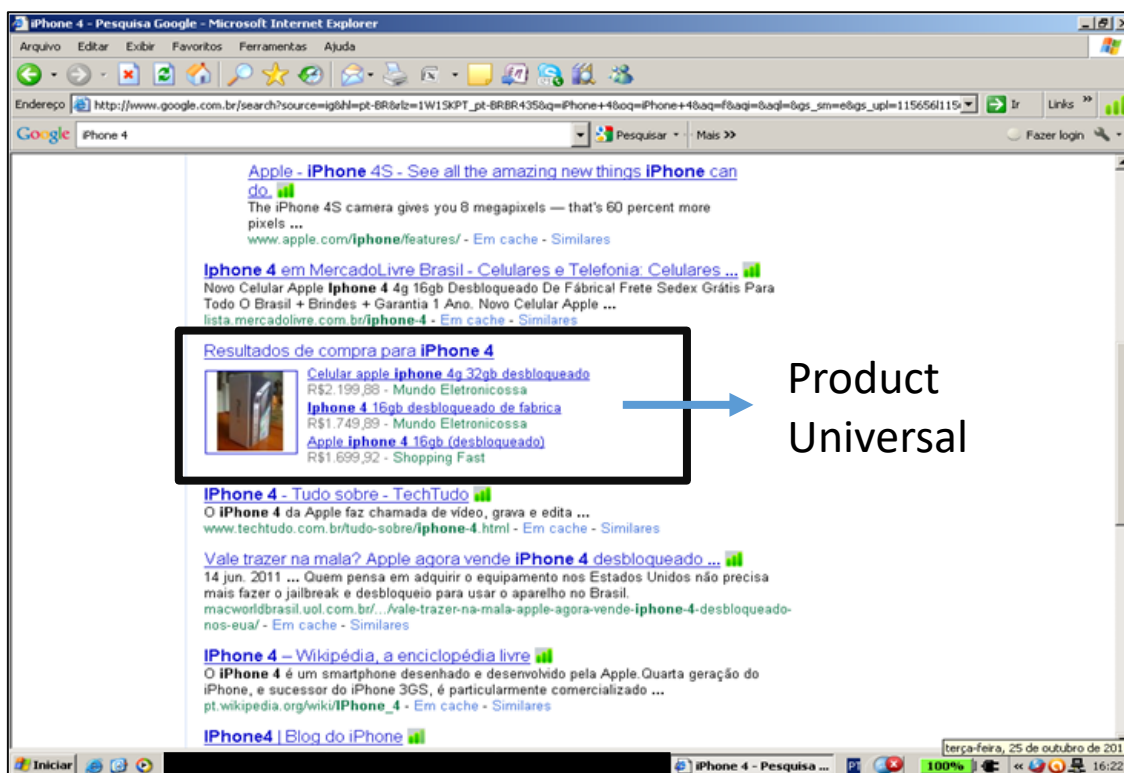 iPhone 4 - Pesquisa Google - Microsoft Internet Explorer
Arquivo Editar Exibir Favoritos Ferramentas Ajuda
Endereço http://www.google.com.br/search?source=ig&hl=pt-BR&rlz=1W1SKPT_pt-BRBR435&q=iPhone+4&oq=iPhone+4&aq=f&aqi=&aql=&gs_sm=e&gs_upl=115656l115 Ir Links »
Google iPhone 4 Pesquisar Mais >> Fazer login
Apple - iPhone 4S - See all the amazing new things iPhone can
do.
The iPhone 4S camera gives you 8 megapixels — that's 60 percent more
pixels ...
www.apple.com/iphone/features/ - Em cache - Similares
Iphone 4 em MercadoLivre Brasil - Celulares e Telefonia: Celulares ...
Novo Celular Apple Iphone 4 4g 16gb Desbloqueado De Fábrica! Frete Sedex Grátis Para
Todo O Brasil + Brindes + Garantia 1 Ano. Novo Celular Apple ...
lista.mercadolivre.com.br/iphone-4 - Em cache - Similares
Resultados de compra para iPhone 4
Celular apple iphone 4g 32gb desbloqueado
R$2.199,88 - Mundo Eletronicossa
Iphone 4 16gb desbloqueado de fabrica
R$1.749,89 - Mundo Eletronicossa
Apple iphone 4 16gb (desbloqueado)
R$1.699,92 - Shopping Fast
Product
Universal
IPhone 4 - Tudo sobre - TechTudo
O iPhone 4 da Apple faz chamada de vídeo, grava e edita ...
www.techtudo.com.br/tudo-sobre/iphone-4.html - Em cache - Similares
Vale trazer na mala? Apple agora vende iPhone 4 desbloqueado ...
14 jun. 2011 ... Quem pensa em adquirir o equipamento nos Estados Unidos não precisa
mais fazer o jailbreak e desbloqueio para usar o aparelho no Brasil.
macworldbrasil.uol.com.br/.../vale-trazer-na-mala-apple-agora-vende-iphone-4-desbloqueado-
nos-eua/ - Em cache - Similares
IPhone 4 – Wikipédia, a enciclopédia livre
O iPhone 4 é um smartphone desenhado e desenvolvido pela Apple.Quarta geração do
iPhone, e sucessor do iPhone 3GS, é particularmente comercializado ...
pt.wikipedia.org/wiki/IPhone_4 - Em cache - Similares
IPhone4 | Blog do iPhone
terça-feira, 25 de outubro de 201
Iniciar iPhone 4 - Pesquisa ... PT 100% « 16:22